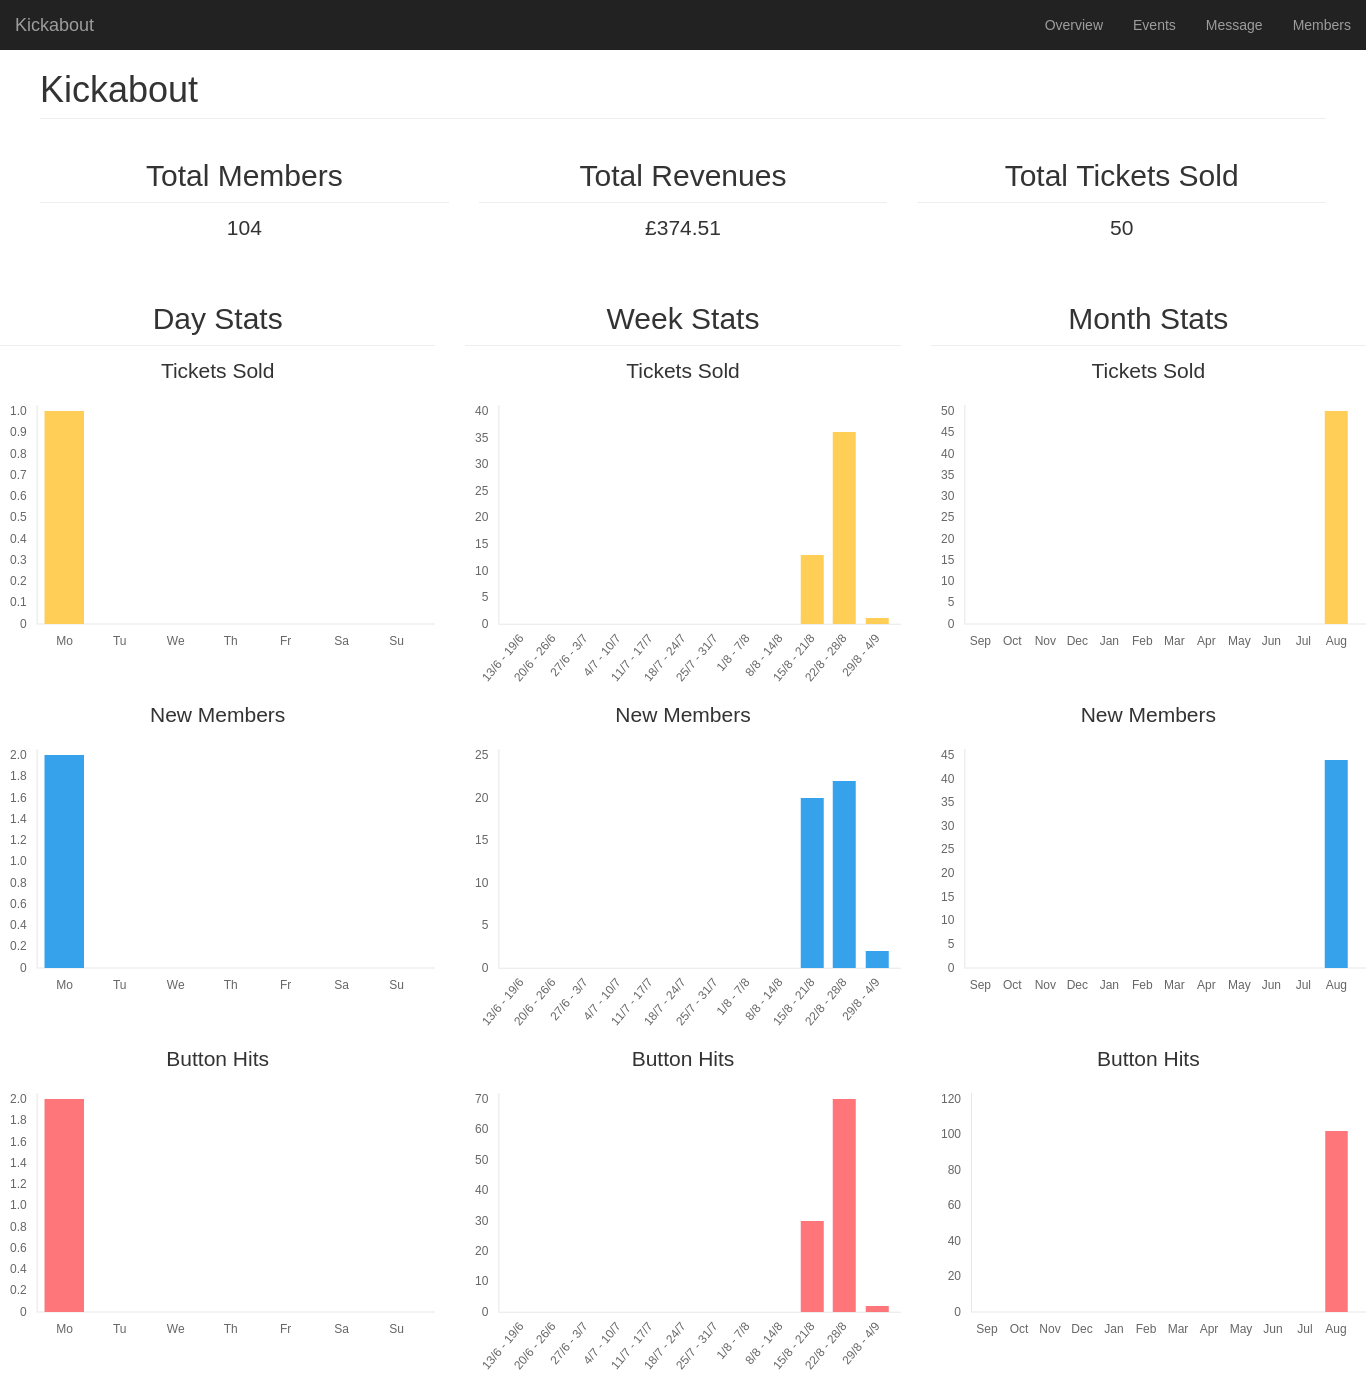 Kickabout Overview Events Message Members
Kickabout
Total Members Total Revenues Total Tickets Sold
104 £374.51 50
Day Stats Week Stats Month Stats
Tickets Sold Tickets Sold Tickets Sold
1.0 40 50
0.9 35 45
0.8 30 40
0.7 25 35
0.6 20 30
0.5 15 25
0.4 10 20
0.3 5 15
0.2 0 10
0.1 5
0 0
Mo Tu We Th Fr Sa Su
13/6 - 19/6 20/6 - 26/6 27/6 - 3/7 4/7 - 10/7 11/7 - 17/7 18/7 - 24/7 25/7 - 31/7 1/8 - 7/8 8/8 - 14/8 15/8 - 21/8 22/8 - 28/8 29/8 - 4/9
Sep Oct Nov Dec Jan Feb Mar Apr May Jun Jul Aug
New Members New Members New Members
2.0 25 45
1.8 20 40
1.6 15 35
1.4 10 30
1.2 5 25
1.0 0 20
0.8 15
0.6 10
0.4 5
0.2 0
0
Mo Tu We Th Fr Sa Su
13/6 - 19/6 20/6 - 26/6 27/6 - 3/7 4/7 - 10/7 11/7 - 17/7 18/7 - 24/7 25/7 - 31/7 1/8 - 7/8 8/8 - 14/8 15/8 - 21/8 22/8 - 28/8 29/8 - 4/9
Sep Oct Nov Dec Jan Feb Mar Apr May Jun Jul Aug
Button Hits Button Hits Button Hits
2.0 70 120
1.8 60 100
1.6 50 80
1.4 40 60
1.2 30 40
1.0 20 20
0.8 10 0
0.6 0
0.4
0.2
0
Mo Tu We Th Fr Sa Su
13/6 - 19/6 20/6 - 26/6 27/6 - 3/7 4/7 - 10/7 11/7 - 17/7 18/7 - 24/7 25/7 - 31/7 1/8 - 7/8 8/8 - 14/8 15/8 - 21/8 22/8 - 28/8 29/8 - 4/9
Sep Oct Nov Dec Jan Feb Mar Apr May Jun Jul Aug